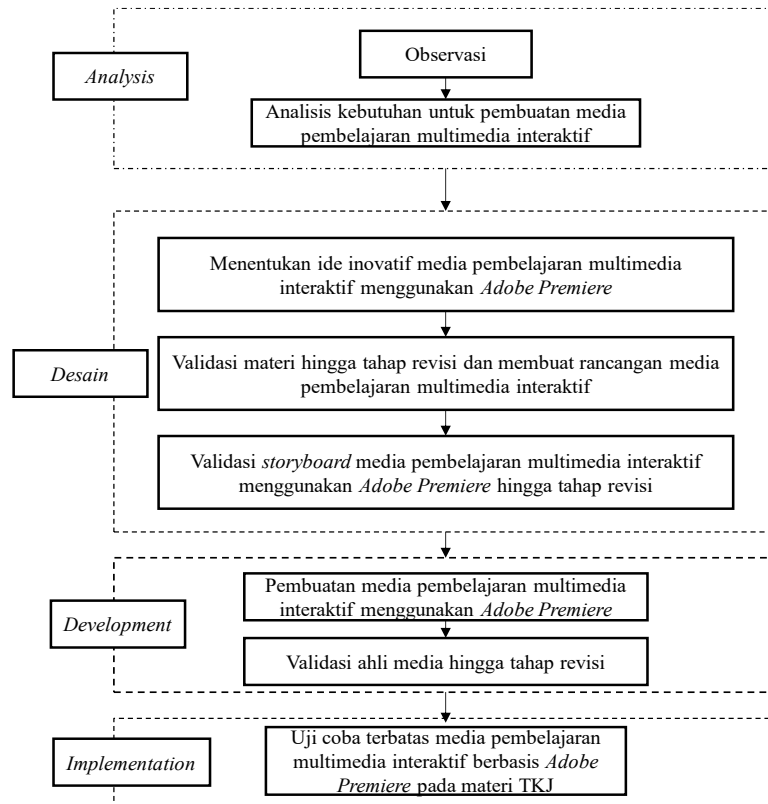 Observasi
Analysis
Analisis kebutuhan untuk pembuatan media
pembelajaran multimedia interaktif
Menentukan ide inovatif media pembelajaran multimedia
interaktif menggunakan Adobe Premiere
Desain
Validasi materi hingga tahap revisi dan membuat rancangan media
pembelajaran multimedia interaktif
Validasi storyboard media pembelajaran multimedia interaktif
menggunakan Adobe Premiere hingga tahap revisi
Pembuatan media pembelajaran multimedia
interaktif menggunakan Adobe Premiere
Development
Validasi ahli media hingga tahap revisi
Implementation
Uji coba terbatas media pembelajaran
multimedia interaktif berbasis Adobe
Premiere pada materi TKJ